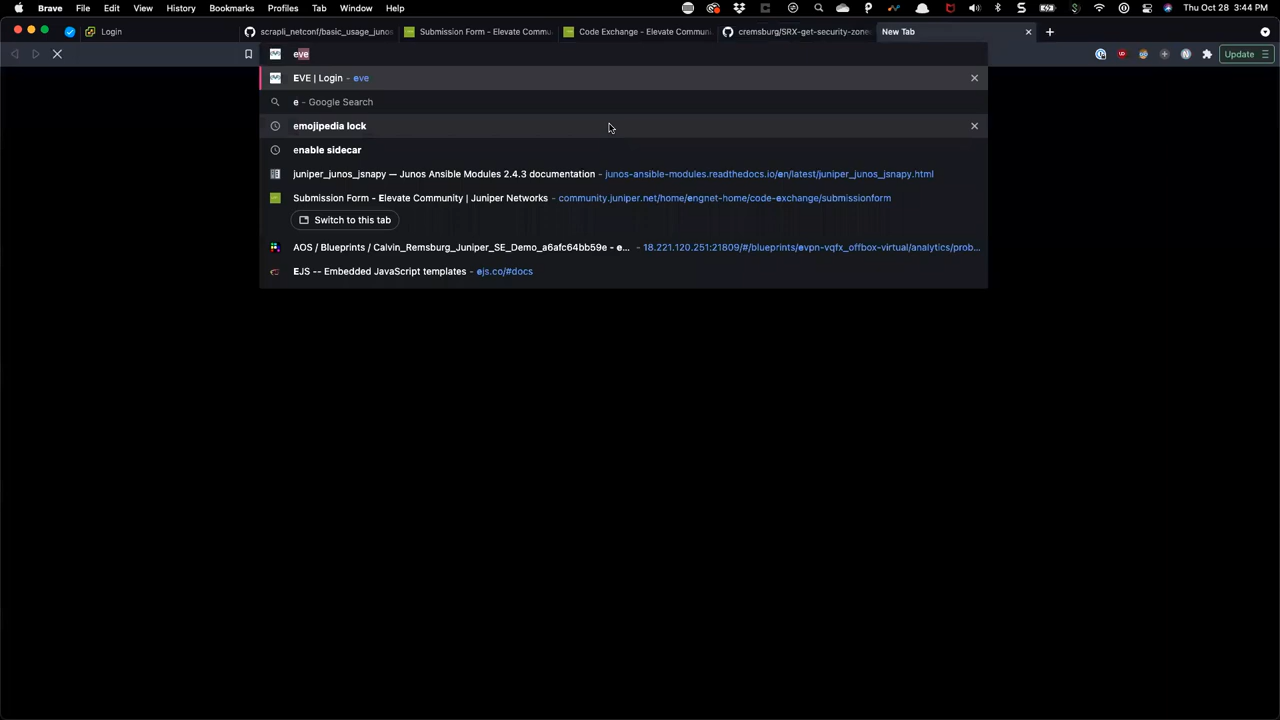 Brave File Edit View History Bookmarks Profiles Tab Window Help Thu Oct 28 3:44 PM
Login scrapli_netconf/basic_usage_junos Submission Form - Elevate Commu Code Exchange - Elevate Commun cremsburg/SRX-get-security-zone New Tab
eve Update
EVE | Login - eve
e - Google Search
emojipedia lock
enable sidecar
juniper_junos_jsnapy — Junos Ansible Modules 2.4.3 documentation - junos-ansible-modules.readthedocs.io/en/latest/juniper_junos_jsnapy.html
Submission Form - Elevate Community | Juniper Networks - community.juniper.net/home/engnet-home/code-exchange/submissionform
Switch to this tab
AOS / Blueprints / Calvin_Remsburg_Juniper_SE_Demo_a6afc64bb59e - e... - 18.221.120.251:21809/#/blueprints/evpn-vqfx_offbox-virtual/analytics/prob...
EJS -- Embedded JavaScript templates - ejs.co/#docs